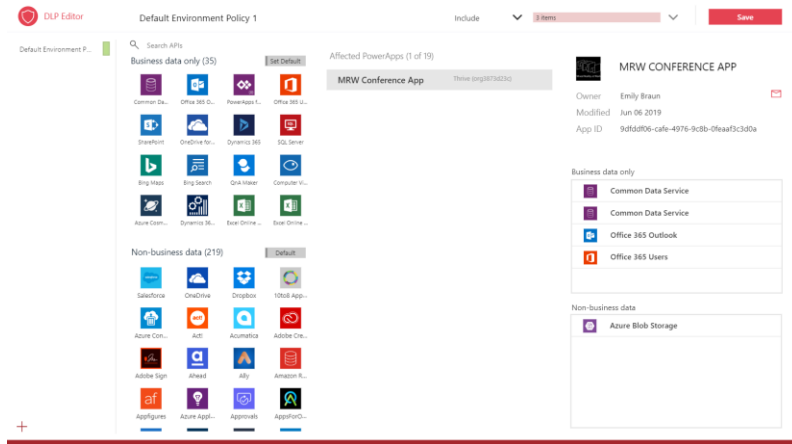 DLP Editor
Default Environment Policy 1
Include
3 items
Save
Default Environment P...
Search APIs
Business data only (35)
Set Default
Common Da...
Office 365 O...
PowerApps f...
Office 365 U...
SharePoint
OneDrive for...
Dynamics 365
SQL Server
Bing Maps
Bing Search
QnA Maker
Computer Vi...
Azure Cosm...
Dynamics 36...
Excel Online ...
Excel Online ...
Non-business data (219)
Default
Salesforce
OneDrive
Dropbox
10to8 App...
Azure Con...
act!
Act!
Acumatica
Adobe Cre...
Adobe Sign
Ahead
Ally
Amazon R...
af
Appfigures
Azure Appl...
Approvals
AppsForO...
Affected PowerApps (1 of 19)
MRW Conference App
Thrive (org2073d23c)
MRW CONFERENCE APP
Owner Emily Braun
Modified Jun 06 2019
App ID 9dfddf06-cafe-4976-9c8b-0feaaf3c3d0a
Business data only
Common Data Service
Common Data Service
Office 365 Outlook
Office 365 Users
Non-business data
Azure Blob Storage